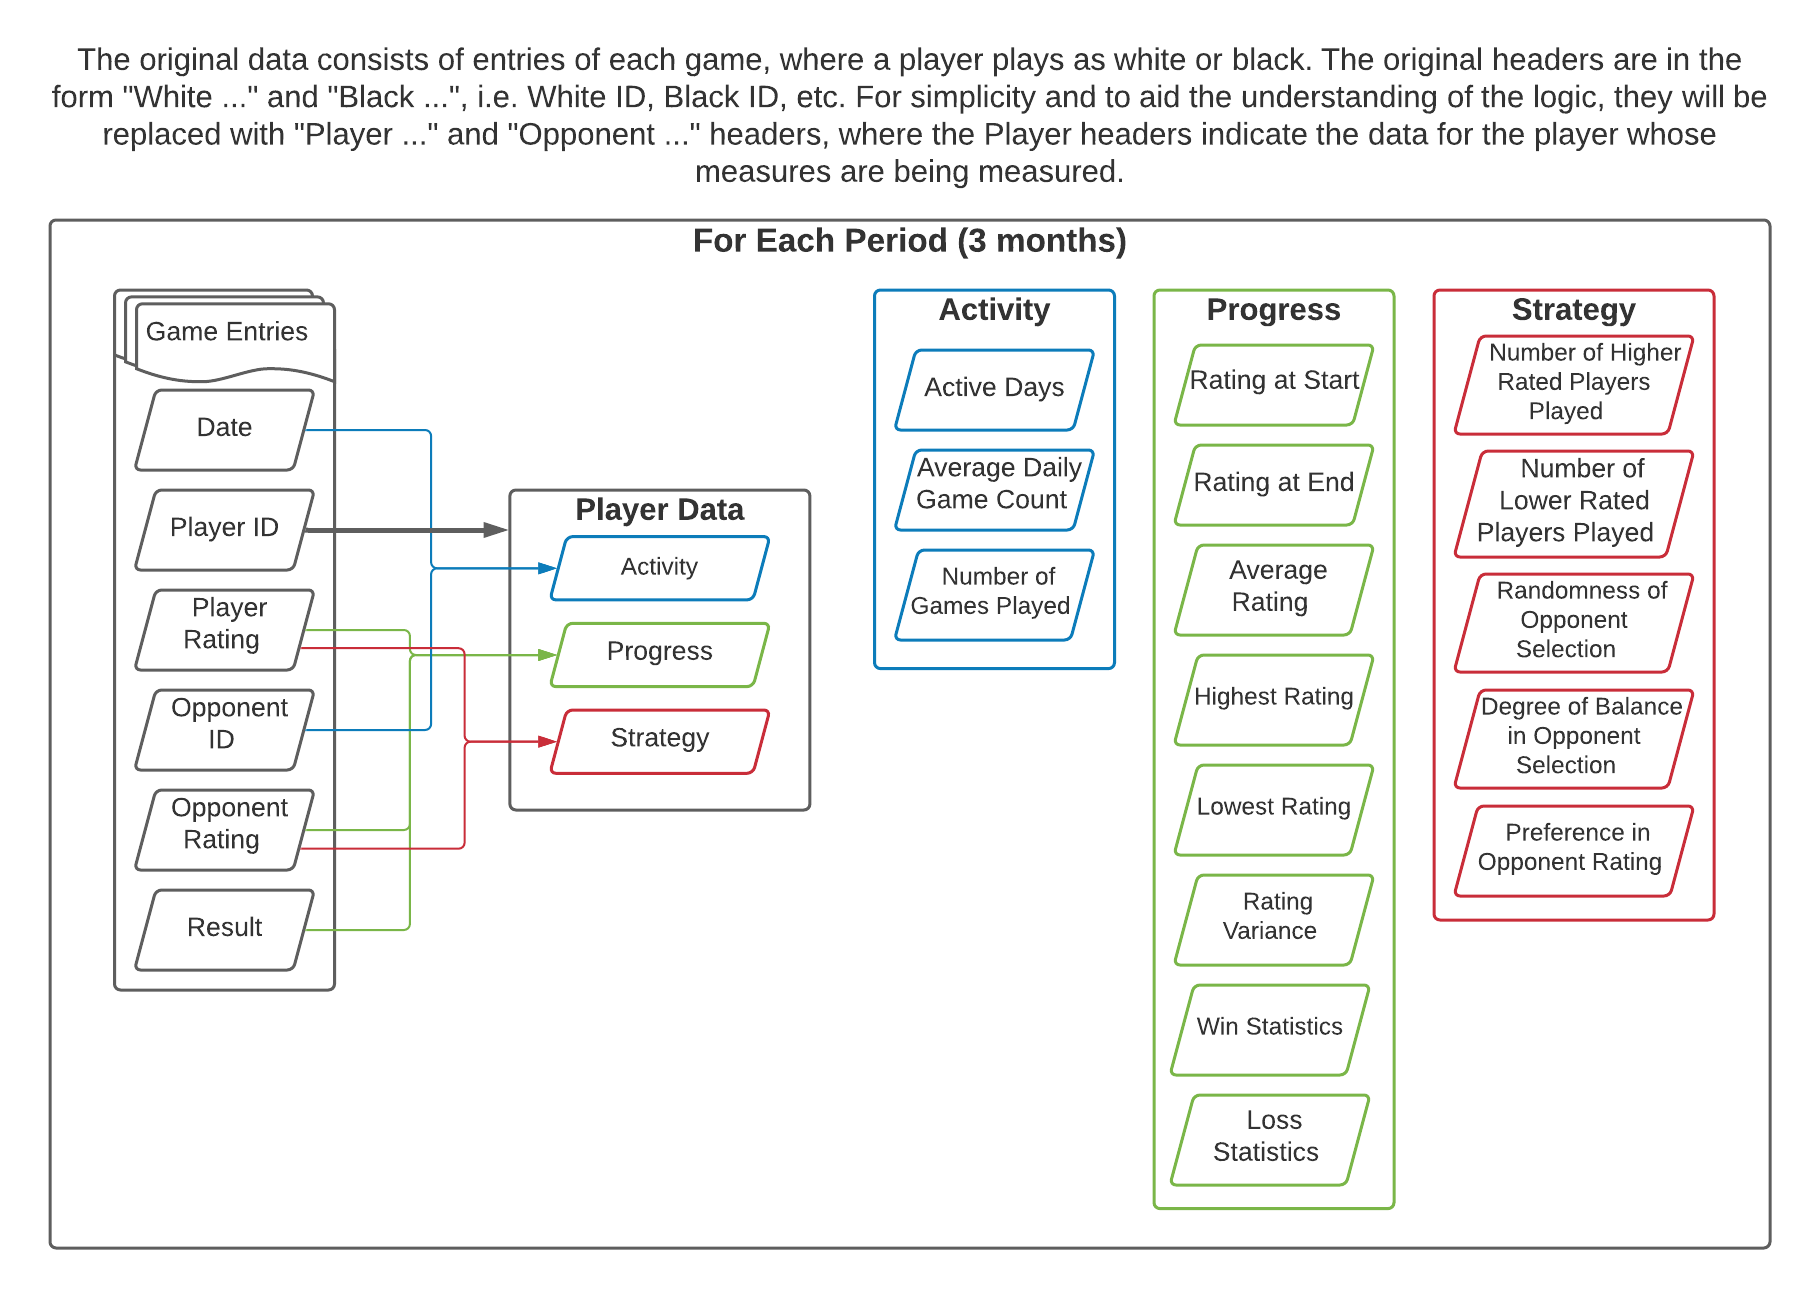 The original data consists of entries of each game, where a player plays as white or black. The original headers are in the
form "White ..." and "Black ...", i.e. White ID, Black ID, etc. For simplicity and to aid the understanding of the logic, they will be
replaced with "Player ..." and "Opponent ..." headers, where the Player headers indicate the data for the player whose
measures are being measured.
For Each Period (3 months)
Game Entries
Date
Player ID
Player
Rating
Opponent
ID
Opponent
Rating
Result
Player Data
Activity
Progress
Strategy
Activity
Active Days
Average Daily
Game Count
Number of
Games Played
Progress
Rating at Start
Rating at End
Average
Rating
Highest Rating
Lowest Rating
Rating
Variance
Win Statistics
Loss
Statistics
Strategy
Number of Higher
Rated Players
Played
Number of
Lower Rated
Players Played
Randomness of
Opponent
Selection
Degree of Balance
in Opponent
Selection
Preference in
Opponent Rating